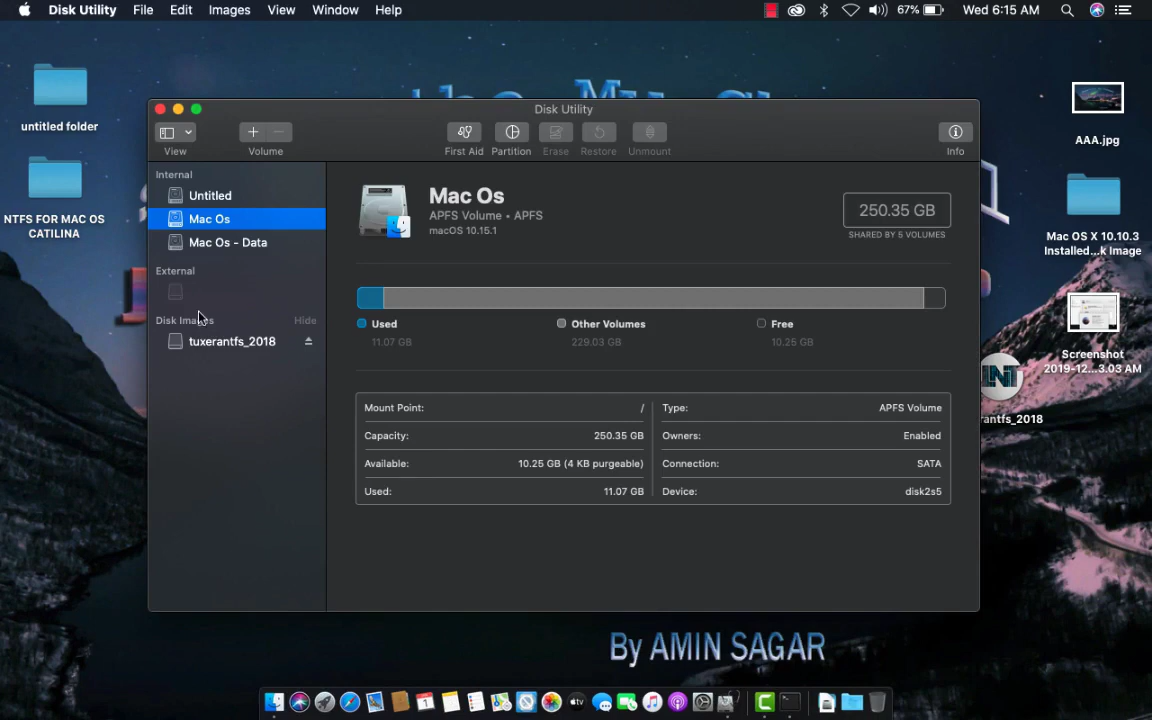 Disk Utility File Edit Images View Window Help
67% Wed 6:15 AM
untitled folder
NTFS FOR MAC OS
CATILINA
AAA.jpg
Mac OS X 10.10.3
Installed...k Image
Screenshot
2019-12...3.03 AM
rantfs_2018
Disk Utility
View
Volume
First Aid
Partition
Erase
Restore
Unmount
Info
Internal
Untitled
Mac Os
Mac Os - Data
External
Disk Images
Hide
tuxerantfs_2018
Mac Os
APFS Volume • APFS
macOS 10.15.1
250.35 GB
SHARED BY 5 VOLUMES
Used
11.07 GB
Other Volumes
229.03 GB
Free
10.25 GB
Mount Point: /
Capacity: 250.35 GB
Available: 10.25 GB (4 KB purgeable)
Used: 11.07 GB
Type: APFS Volume
Owners: Enabled
Connection: SATA
Device: disk2s5
By AMIN SAGAR